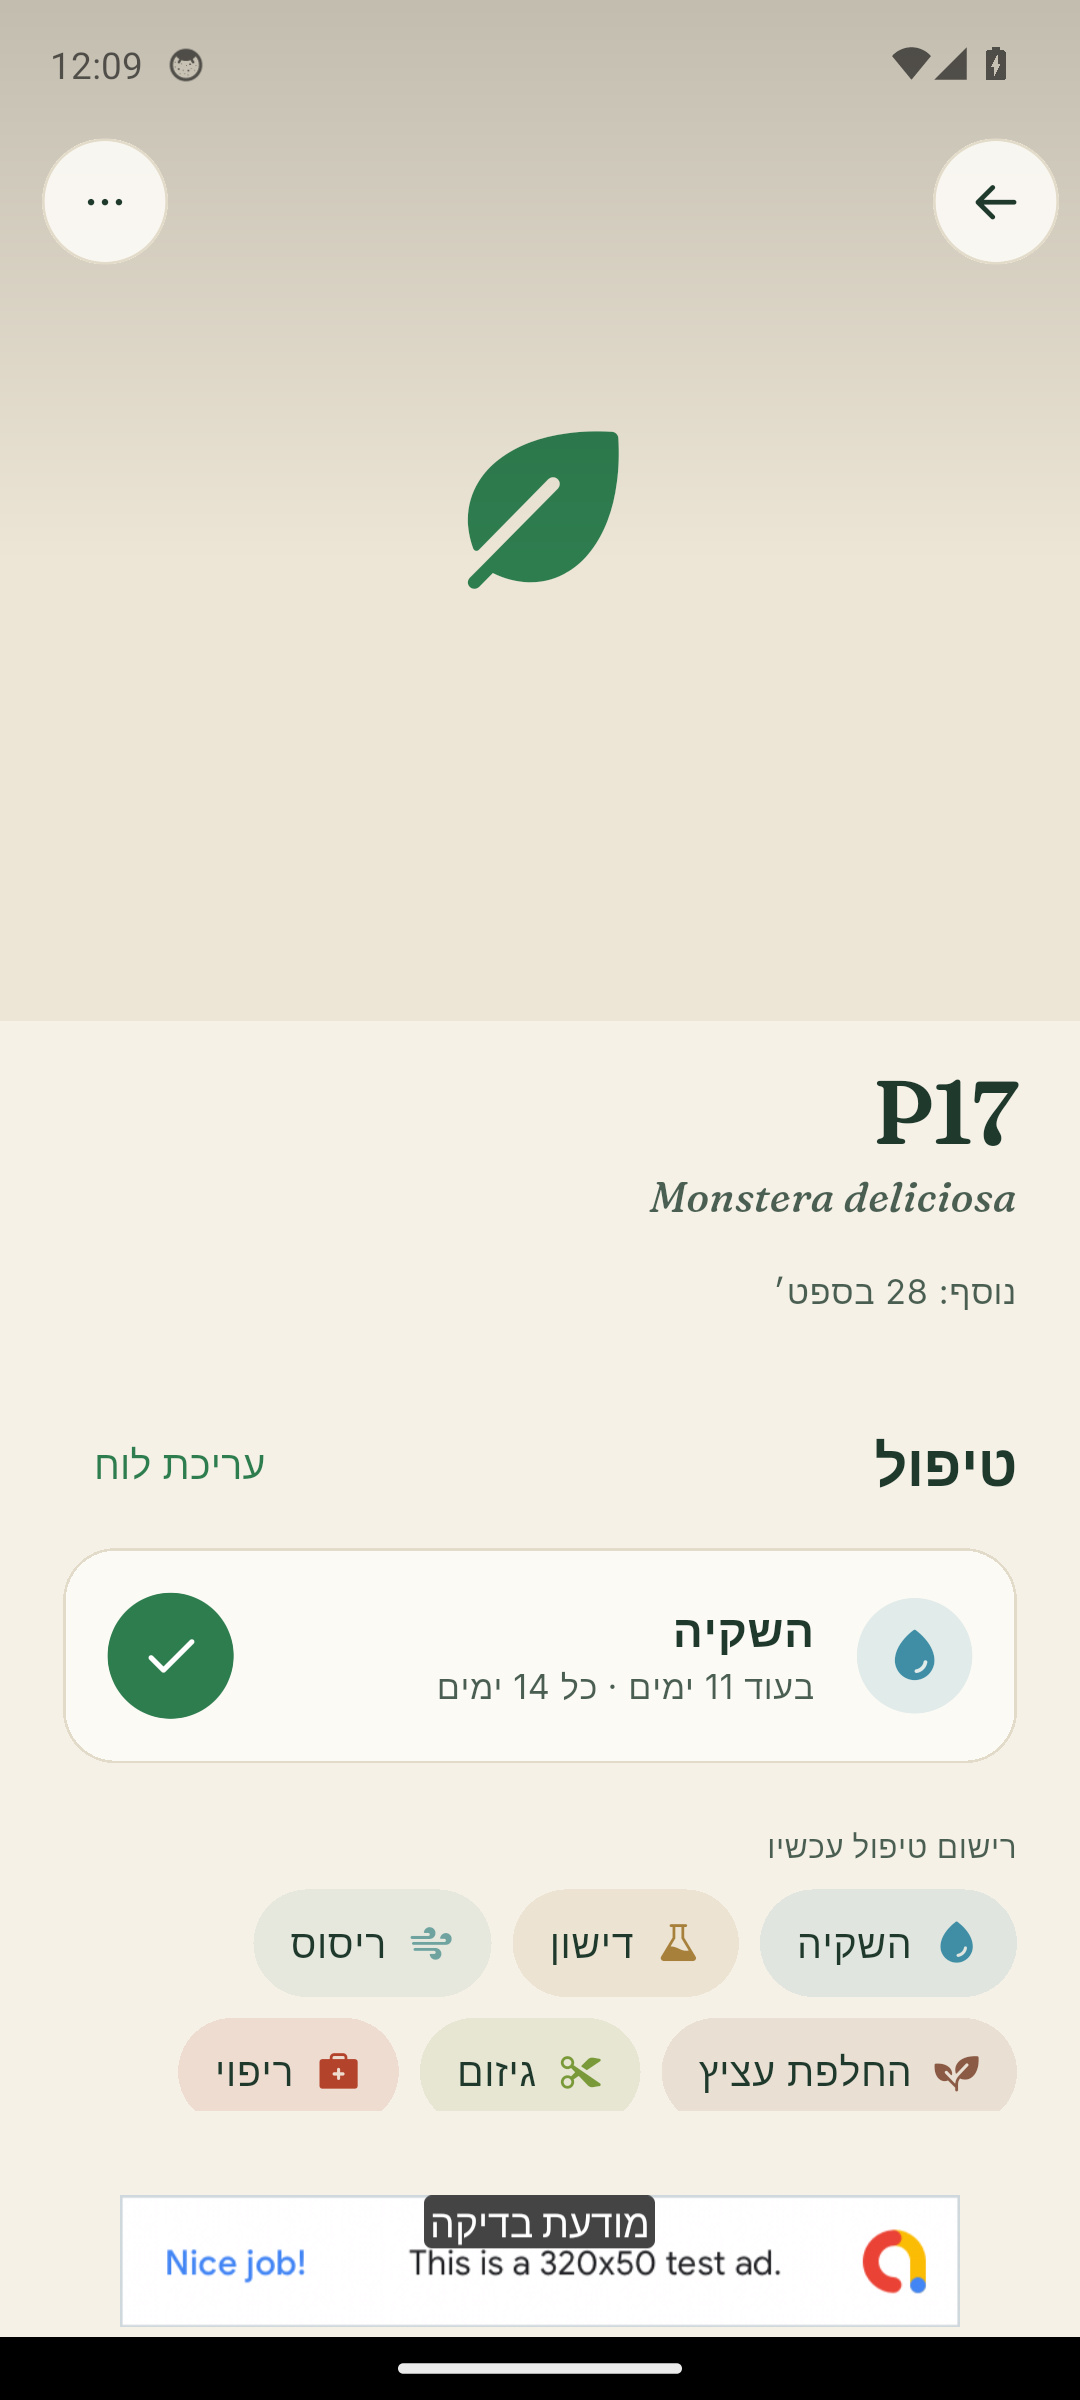 12:09
P17
Monstera deliciosa
נוסף: 28 בספט׳
טיפול
עריכת לוח
השקיה
בעוד 11 ימים · כל 14 ימים
רישום טיפול עכשיו
השקיה
דישון
ריסוס
החלפת עציץ
גיזום
ריפוי
מודעת בדיקה
Nice job!
This is a 320x50 test ad.